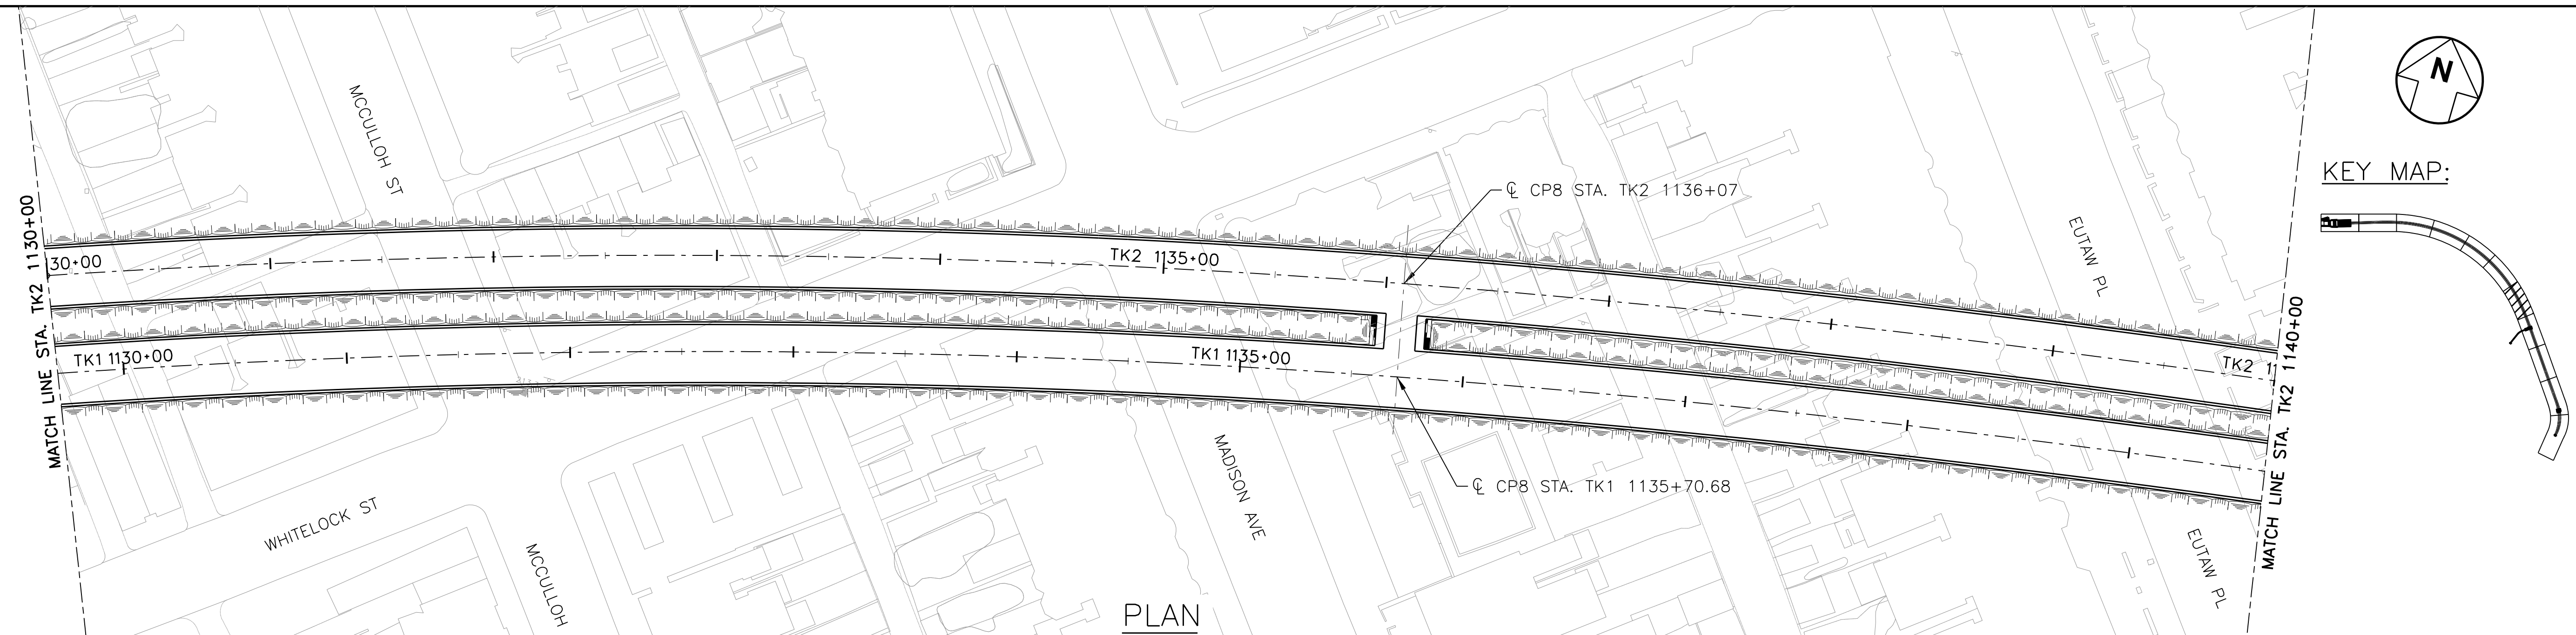 MATCH LINE STA. TK2 1130+00
MCCULLOH ST
30+00
TK1 1130+00
WHITELOCK ST
MCCULLOH
TK2 1135+00
TK1 1135+00
℄ CP8 STA. TK2 1136+07
℄ CP8 STA. TK1 1135+70.68
MADISON AVE
PLAN
EUTAW PL
TK2 1
EUTAW PL
MATCH LINE STA. TK2 1140+00
N
KEY MAP: